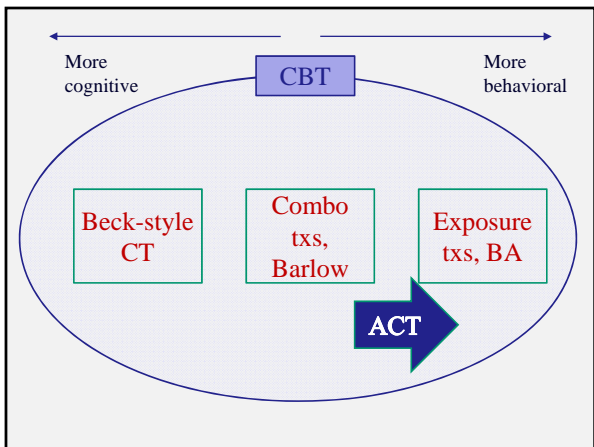 More
cognitive
More
behavioral
CBT
Beck-style
CT
Combo
txs,
Barlow
Exposure
txs, BA
ACT